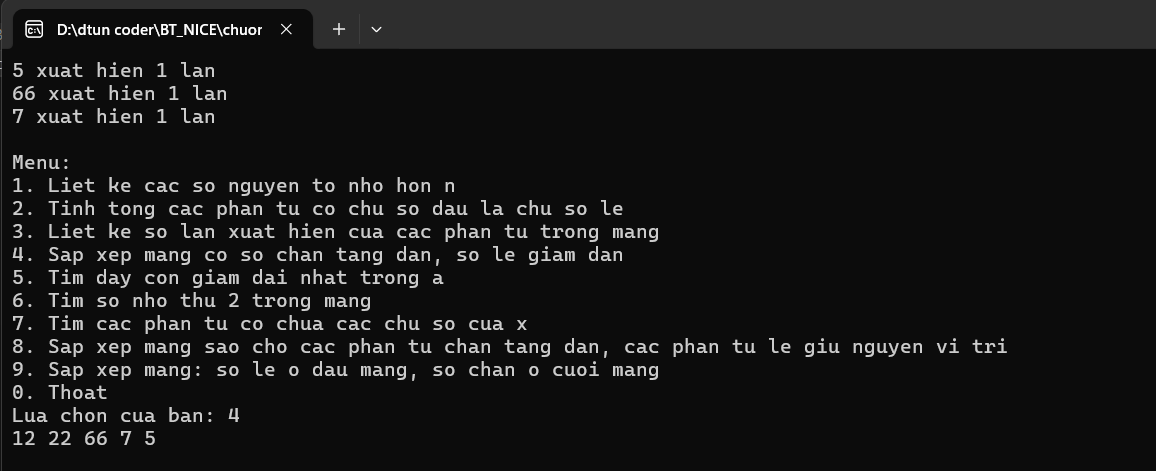 D:\dtun coder\BT_NICE\chuor
5 xuat hien 1 lan
66 xuat hien 1 lan
7 xuat hien 1 lan
Menu:
1. Liet ke cac so nguyen to nho hon n
2. Tinh tong cac phan tu co chu so dau la chu so le
3. Liet ke so lan xuat hien cua cac phan tu trong mang
4. Sap xep mang co so chan tang dan, so le giam dan
5. Tim day con giam dai nhat trong a
6. Tim so nho thu 2 trong mang
7. Tim cac phan tu co chua cac chu so cua x
8. Sap xep mang sao cho cac phan tu chan tang dan, cac phan tu le giu nguyen vi tri
9. Sap xep mang: so le o dau mang, so chan o cuoi mang
0. Thoat
Lua chon cua ban: 4
12 22 66 7 5